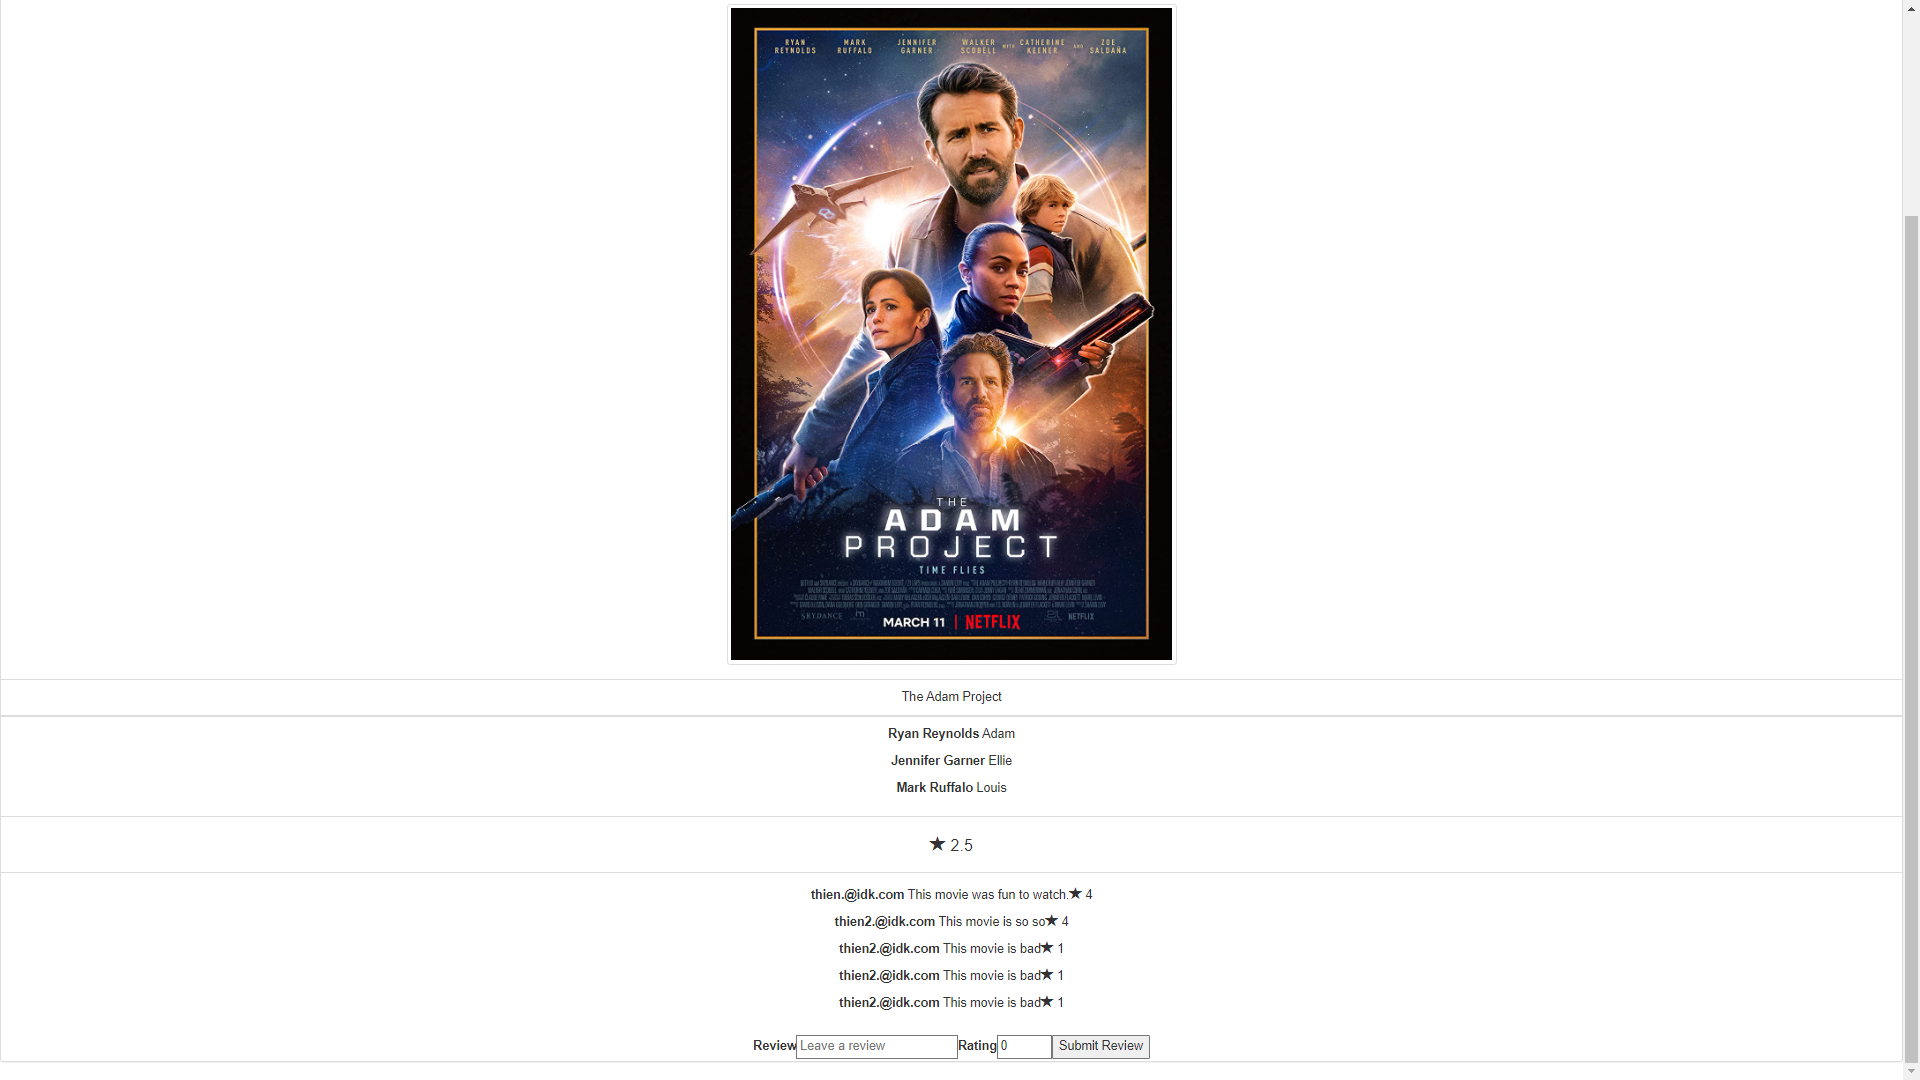 RYAN REYNOLDS MARK RUFFALO JENNIFER GARNER WALKER SCOBELL WITH CATHERINE KEENER AND ZOE SALDAÑA
THE
ADAM
PROJECT
TIME FLIES
SKYDANCE NETFLIX
MARCH 11 | NETFLIX
The Adam Project
Ryan Reynolds Adam
Jennifer Garner Ellie
Mark Ruffalo Louis
★ 2.5
thien.@idk.com This movie was fun to watch.★ 4
thien2.@idk.com This movie is so so★ 4
thien2.@idk.com This movie is bad★ 1
thien2.@idk.com This movie is bad★ 1
thien2.@idk.com This movie is bad★ 1
Review Leave a review Rating 0 Submit Review